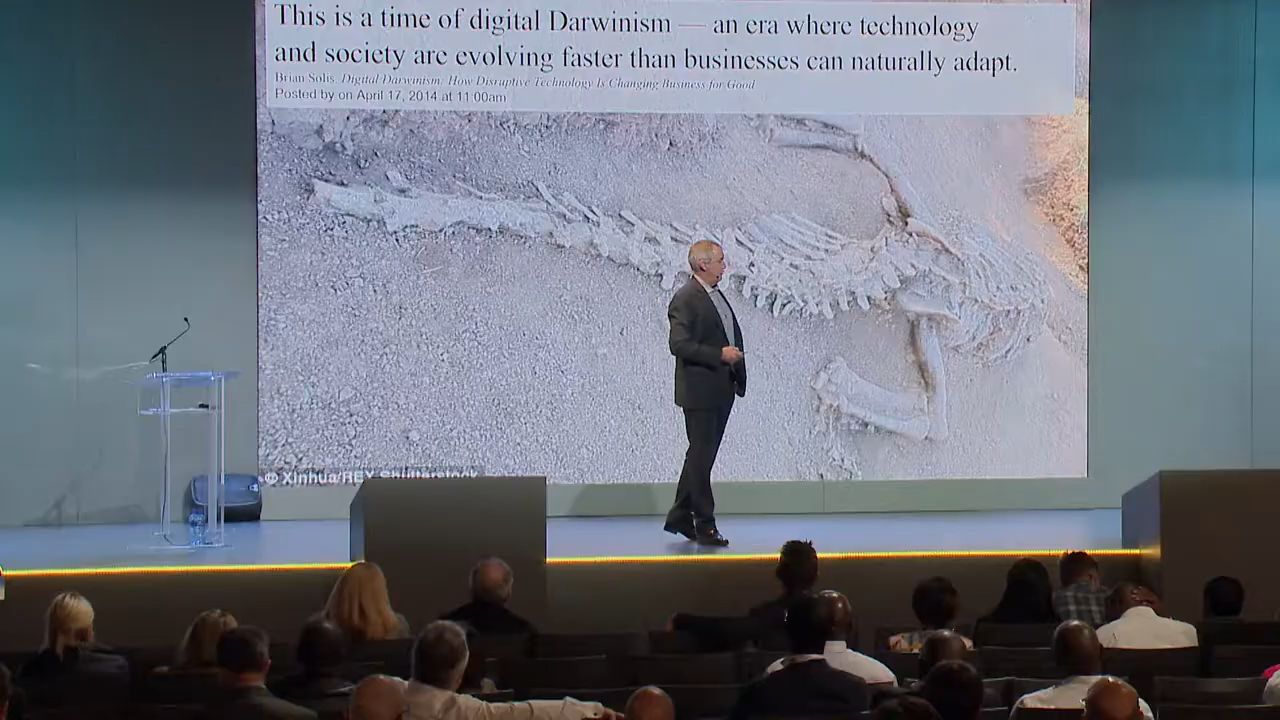 This is a time of digital Darwinism — an era where technology
and society are evolving faster than businesses can naturally adapt.
Brian Solis. Digital Darwinism: How Disruptive Technology Is Changing Business for Good
Posted by on April 17, 2014 at 11:00am
© Xinhua/REX Shutterstock